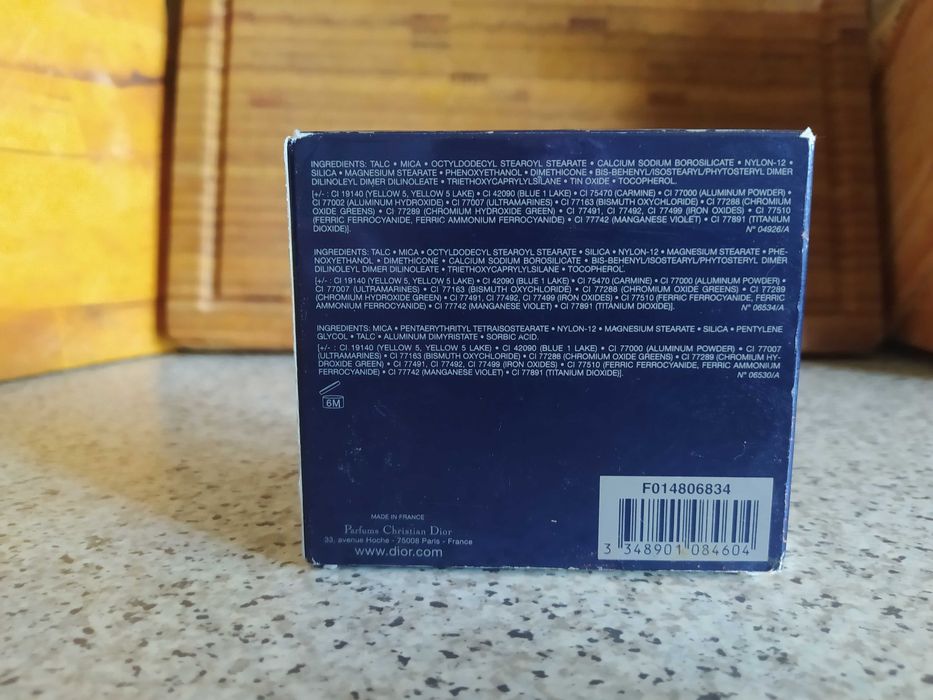 INGREDIENTS: TALC • MICA • OCTYLDODECYL STEAROYL STEARATE • CALCIUM SODIUM BOROSILICATE • NYLON-12 •
SILICA • MAGNESIUM STEARATE • PHENOXYETHANOL • DIMETHICONE • BIS-BEHENYL/ISOSTEARYL/PHYTOSTERYL DIMER
DILINOLEYL DIMER DILINOLEATE • TRIETHOXYCAPRYLYLSILANE • TIN OXIDE • TOCOPHEROL.
[+/- : CI 19140 (YELLOW 5, YELLOW 5 LAKE) • CI 42090 (BLUE 1 LAKE) • CI 75470 (CARMINE) • CI 77000 (ALUMINUM POWDER) •
CI 77002 (ALUMINUM HYDROXIDE) • CI 77007 (ULTRAMARINES) • CI 77163 (BISMUTH OXYCHLORIDE) • CI 77288 (CHROMIUM
OXIDE GREENS) • CI 77289 (CHROMIUM HYDROXIDE GREEN) • CI 77491, CI 77492, CI 77499 (IRON OXIDES) • CI 77510
(FERRIC FERROCYANIDE, FERRIC AMMONIUM FERROCYANIDE) • CI 77742 (MANGANESE VIOLET) • CI 77891 (TITANIUM
DIOXIDE)]. N° 04926/A
INGREDIENTS: TALC • MICA • OCTYLDODECYL STEAROYL STEARATE • SILICA • NYLON-12 • MAGNESIUM STEARATE • PHE-
NOXYETHANOL • DIMETHICONE • CALCIUM SODIUM BOROSILICATE • BIS-BEHENYL/ISOSTEARYL/PHYTOSTERYL DIMER
DILINOLEYL DIMER DILINOLEATE • TRIETHOXYCAPRYLYLSILANE • TOCOPHEROL.
[+/- : CI 19140 (YELLOW 5, YELLOW 5 LAKE) • CI 42090 (BLUE 1 LAKE) • CI 75470 (CARMINE) • CI 77000 (ALUMINUM POWDER) •
CI 77007 (ULTRAMARINES) • CI 77163 (BISMUTH OXYCHLORIDE) • CI 77288 (CHROMIUM OXIDE GREENS) • CI 77289
(CHROMIUM HYDROXIDE GREEN) • CI 77491, CI 77492, CI 77499 (IRON OXIDES) • CI 77510 (FERRIC FERROCYANIDE, FERRIC
AMMONIUM FERROCYANIDE) • CI 77742 (MANGANESE VIOLET) • CI 77891 (TITANIUM DIOXIDE)]. N° 06534/A
INGREDIENTS: MICA • PENTAERYTHRITYL TETRAISOSTEARATE • NYLON-12 • MAGNESIUM STEARATE • SILICA • PENTYLENE
GLYCOL • TALC • ALUMINUM DIMYRISTATE • SORBIC ACID.
[+/- : CI 19140 (YELLOW 5, YELLOW 5 LAKE) • CI 42090 (BLUE 1 LAKE) • CI 77000 (ALUMINUM POWDER) • CI 77007
(ULTRAMARINES) • CI 77163 (BISMUTH OXYCHLORIDE) • CI 77288 (CHROMIUM OXIDE GREENS) • CI 77289 (CHROMIUM HY-
DROXIDE GREEN) • CI 77491, CI 77492, CI 77499 (IRON OXIDES) • CI 77510 (FERRIC FERROCYANIDE, FERRIC AMMONIUM
FERROCYANIDE) • CI 77742 (MANGANESE VIOLET) • CI 77891 (TITANIUM DIOXIDE)]. N° 06530/A
6M
F014806834
3 348901 084604
MADE IN FRANCE
Parfums Christian Dior
33, avenue Hoche - 75008 Paris - France
www.dior.com